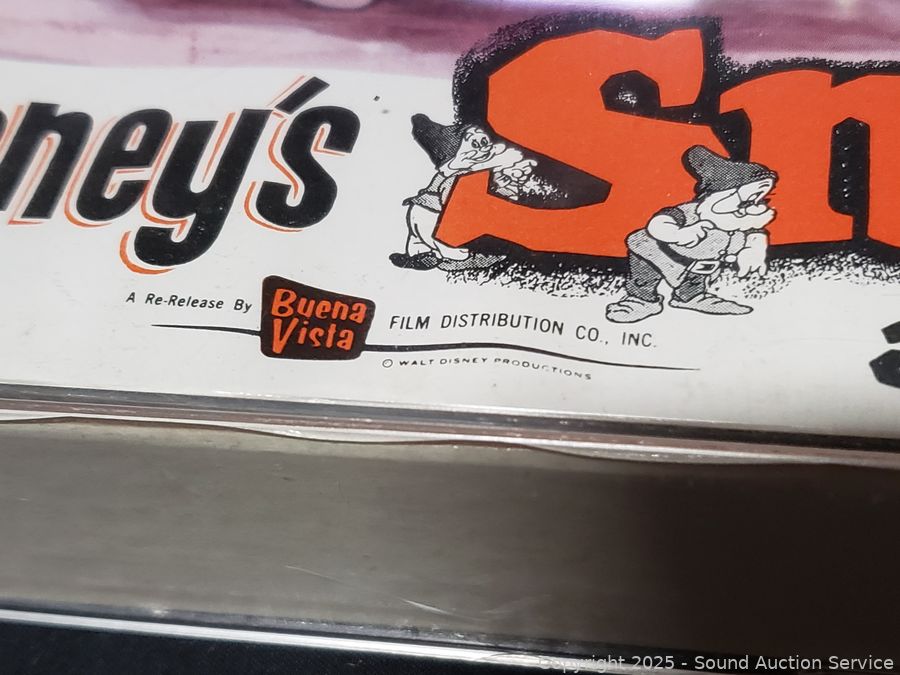 ney's
Sn
A Re-Release By
Buena
Vista
FILM DISTRIBUTION CO., INC.
© WALT DISNEY PRODUCTIONS
Copyright 2025 - Sound Auction Service